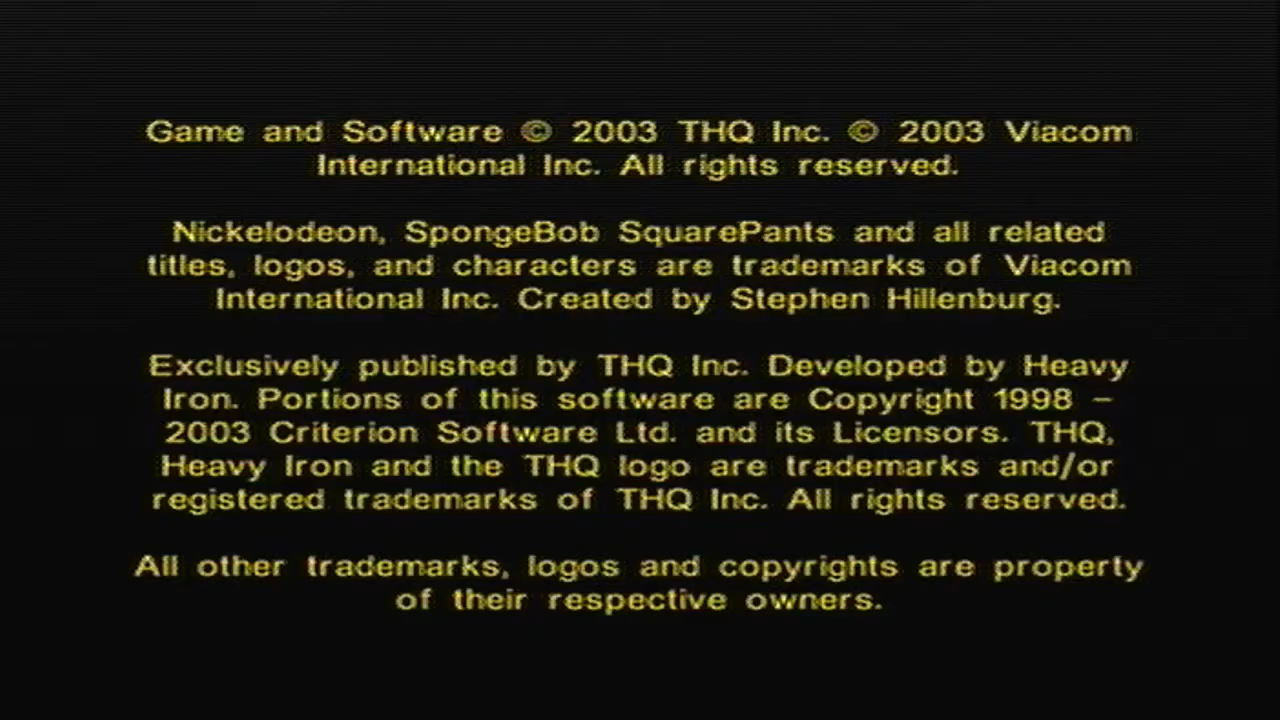 Game and Software © 2003 THQ Inc. © 2003 Viacom
International Inc. All rights reserved.
Nickelodeon, SpongeBob SquarePants and all related
titles, logos, and characters are trademarks of Viacom
International Inc. Created by Stephen Hillenburg.
Exclusively published by THQ Inc. Developed by Heavy
Iron. Portions of this software are Copyright 1998 –
2003 Criterion Software Ltd. and its Licensors. THQ,
Heavy Iron and the THQ logo are trademarks and/or
registered trademarks of THQ Inc. All rights reserved.
All other trademarks, logos and copyrights are property
of their respective owners.